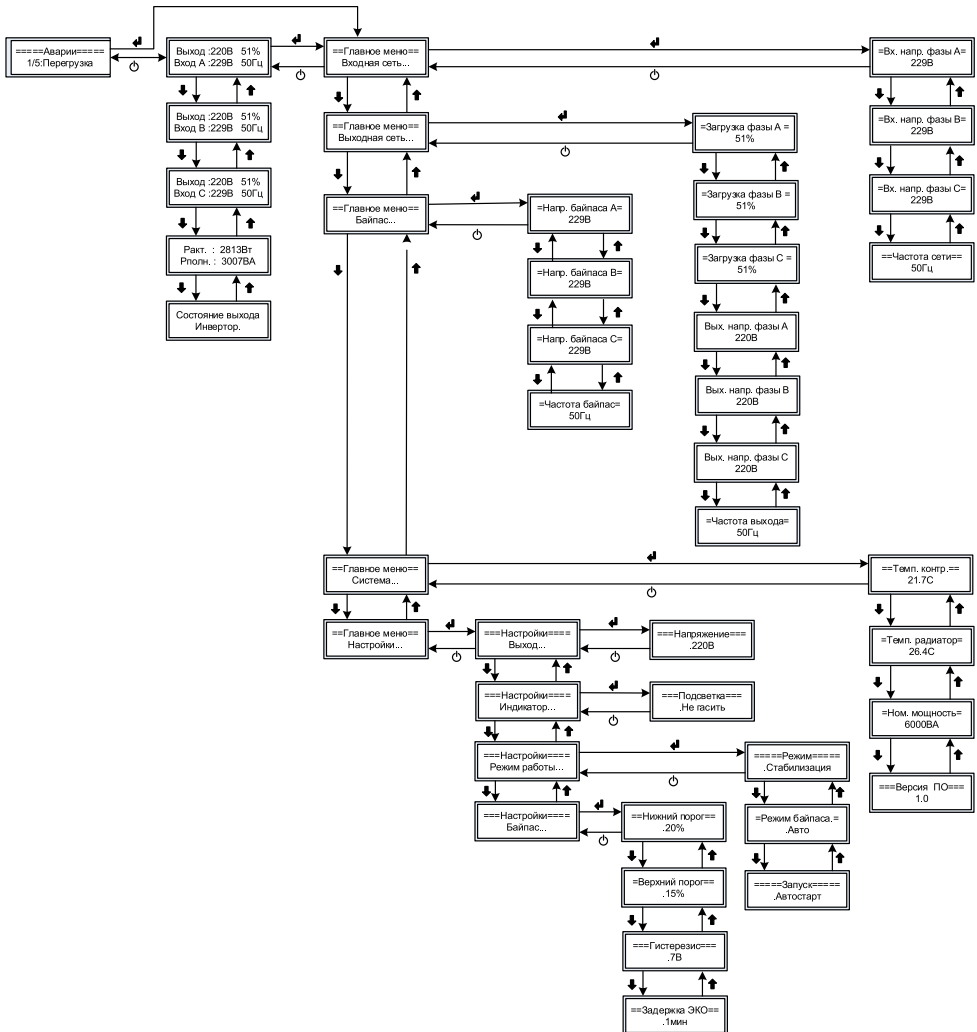 =====Аварии=====
1/5:Перегрузка
Выход :220В 51%
Вход А :229В 50Гц
Выход :220В 51%
Вход В :229В 50Гц
Выход :220В 51%
Вход С :229В 50Гц
Ракт. : 2813Вт
Рполн. : 3007ВА
Состояние выхода
Инвертор.
==Главное меню==
Входная сеть...
==Главное меню==
Выходная сеть...
==Главное меню==
Байпас...
=Напр. байпаса А=
229В
=Напр. байпаса В=
229В
=Напр. байпаса С=
229В
=Частота байпас=
50Гц
=Загрузка фазы А =
51%
=Загрузка фазы В =
51%
=Загрузка фазы С =
51%
Вых. напр. фазы А
220В
Вых. напр. фазы В
220В
Вых. напр. фазы С
220В
=Частота выхода=
50Гц
=Вх. напр. фазы А=
229В
=Вх. напр. фазы В=
229В
=Вх. напр. фазы С=
229В
==Частота сети==
50Гц
==Главное меню==
Система...
==Темп. контр.==
21.7С
=Темп. радиатор=
26.4С
=Ном. мощность=
6000ВА
===Версия ПО===
1.0
==Главное меню==
Настройки...
===Настройки====
Выход...
===Напряжение===
.220В
===Настройки====
Индикатор...
===Подсветка===
.Не гасить
===Настройки====
Режим работы...
=====Режим=====
.Стабилизация
=Режим байпаса.=
.Авто
=====Запуск=====
.Автостарт
===Настройки====
Байпас...
==Нижний порог==
.20%
=Верхний порог==
.15%
===Гистерезис===
.7В
==Задержка ЭКО==
.1мин